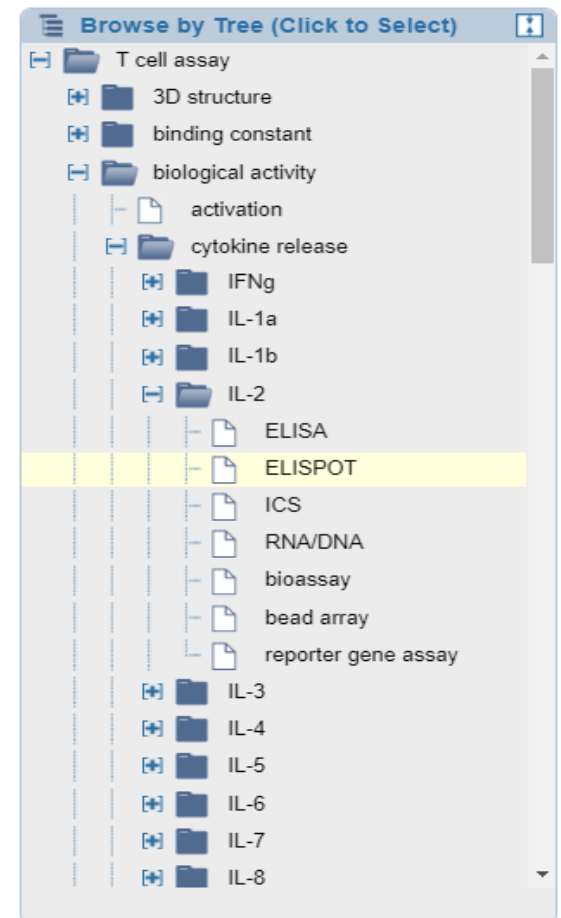 Browse by Tree (Click to Select)
T cell assay
3D structure
binding constant
biological activity
activation
cytokine release
IFNg
IL-1a
IL-1b
IL-2
ELISA
ELISPOT
ICS
RNA/DNA
bioassay
bead array
reporter gene assay
IL-3
IL-4
IL-5
IL-6
IL-7
IL-8